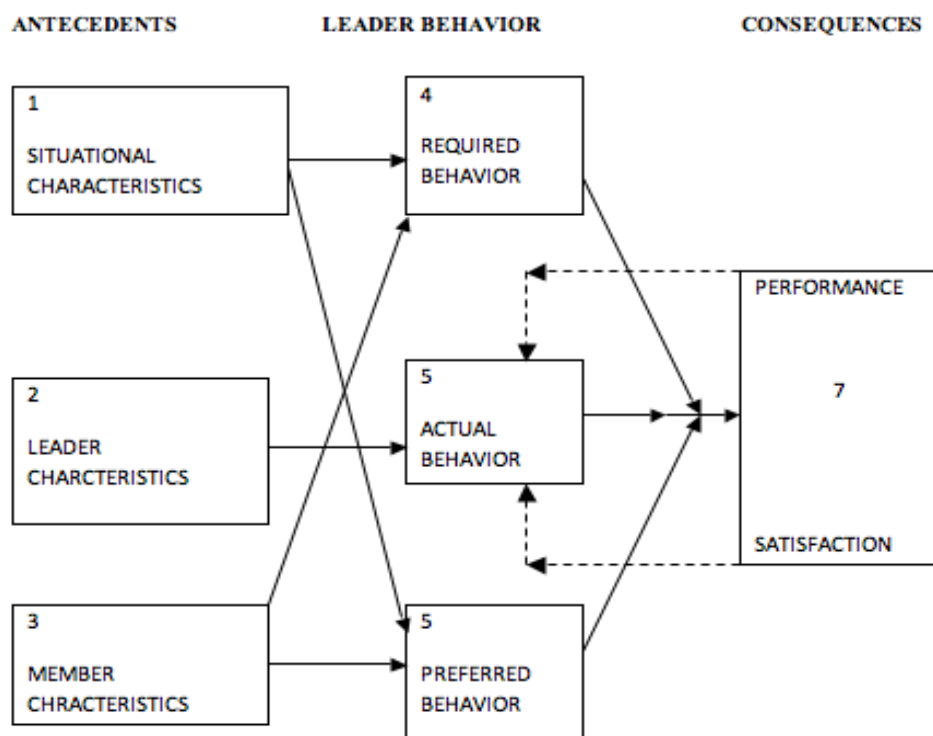 ANTECEDENTS
LEADER BEHAVIOR
CONSEQUENCES
1
SITUATIONAL
CHARACTERISTICS
4
REQUIRED
BEHAVIOR
2
LEADER
CHARCTERISTICS
5
ACTUAL
BEHAVIOR
PERFORMANCE
7
SATISFACTION
3
MEMBER
CHRACTERISTICS
5
PREFERRED
BEHAVIOR